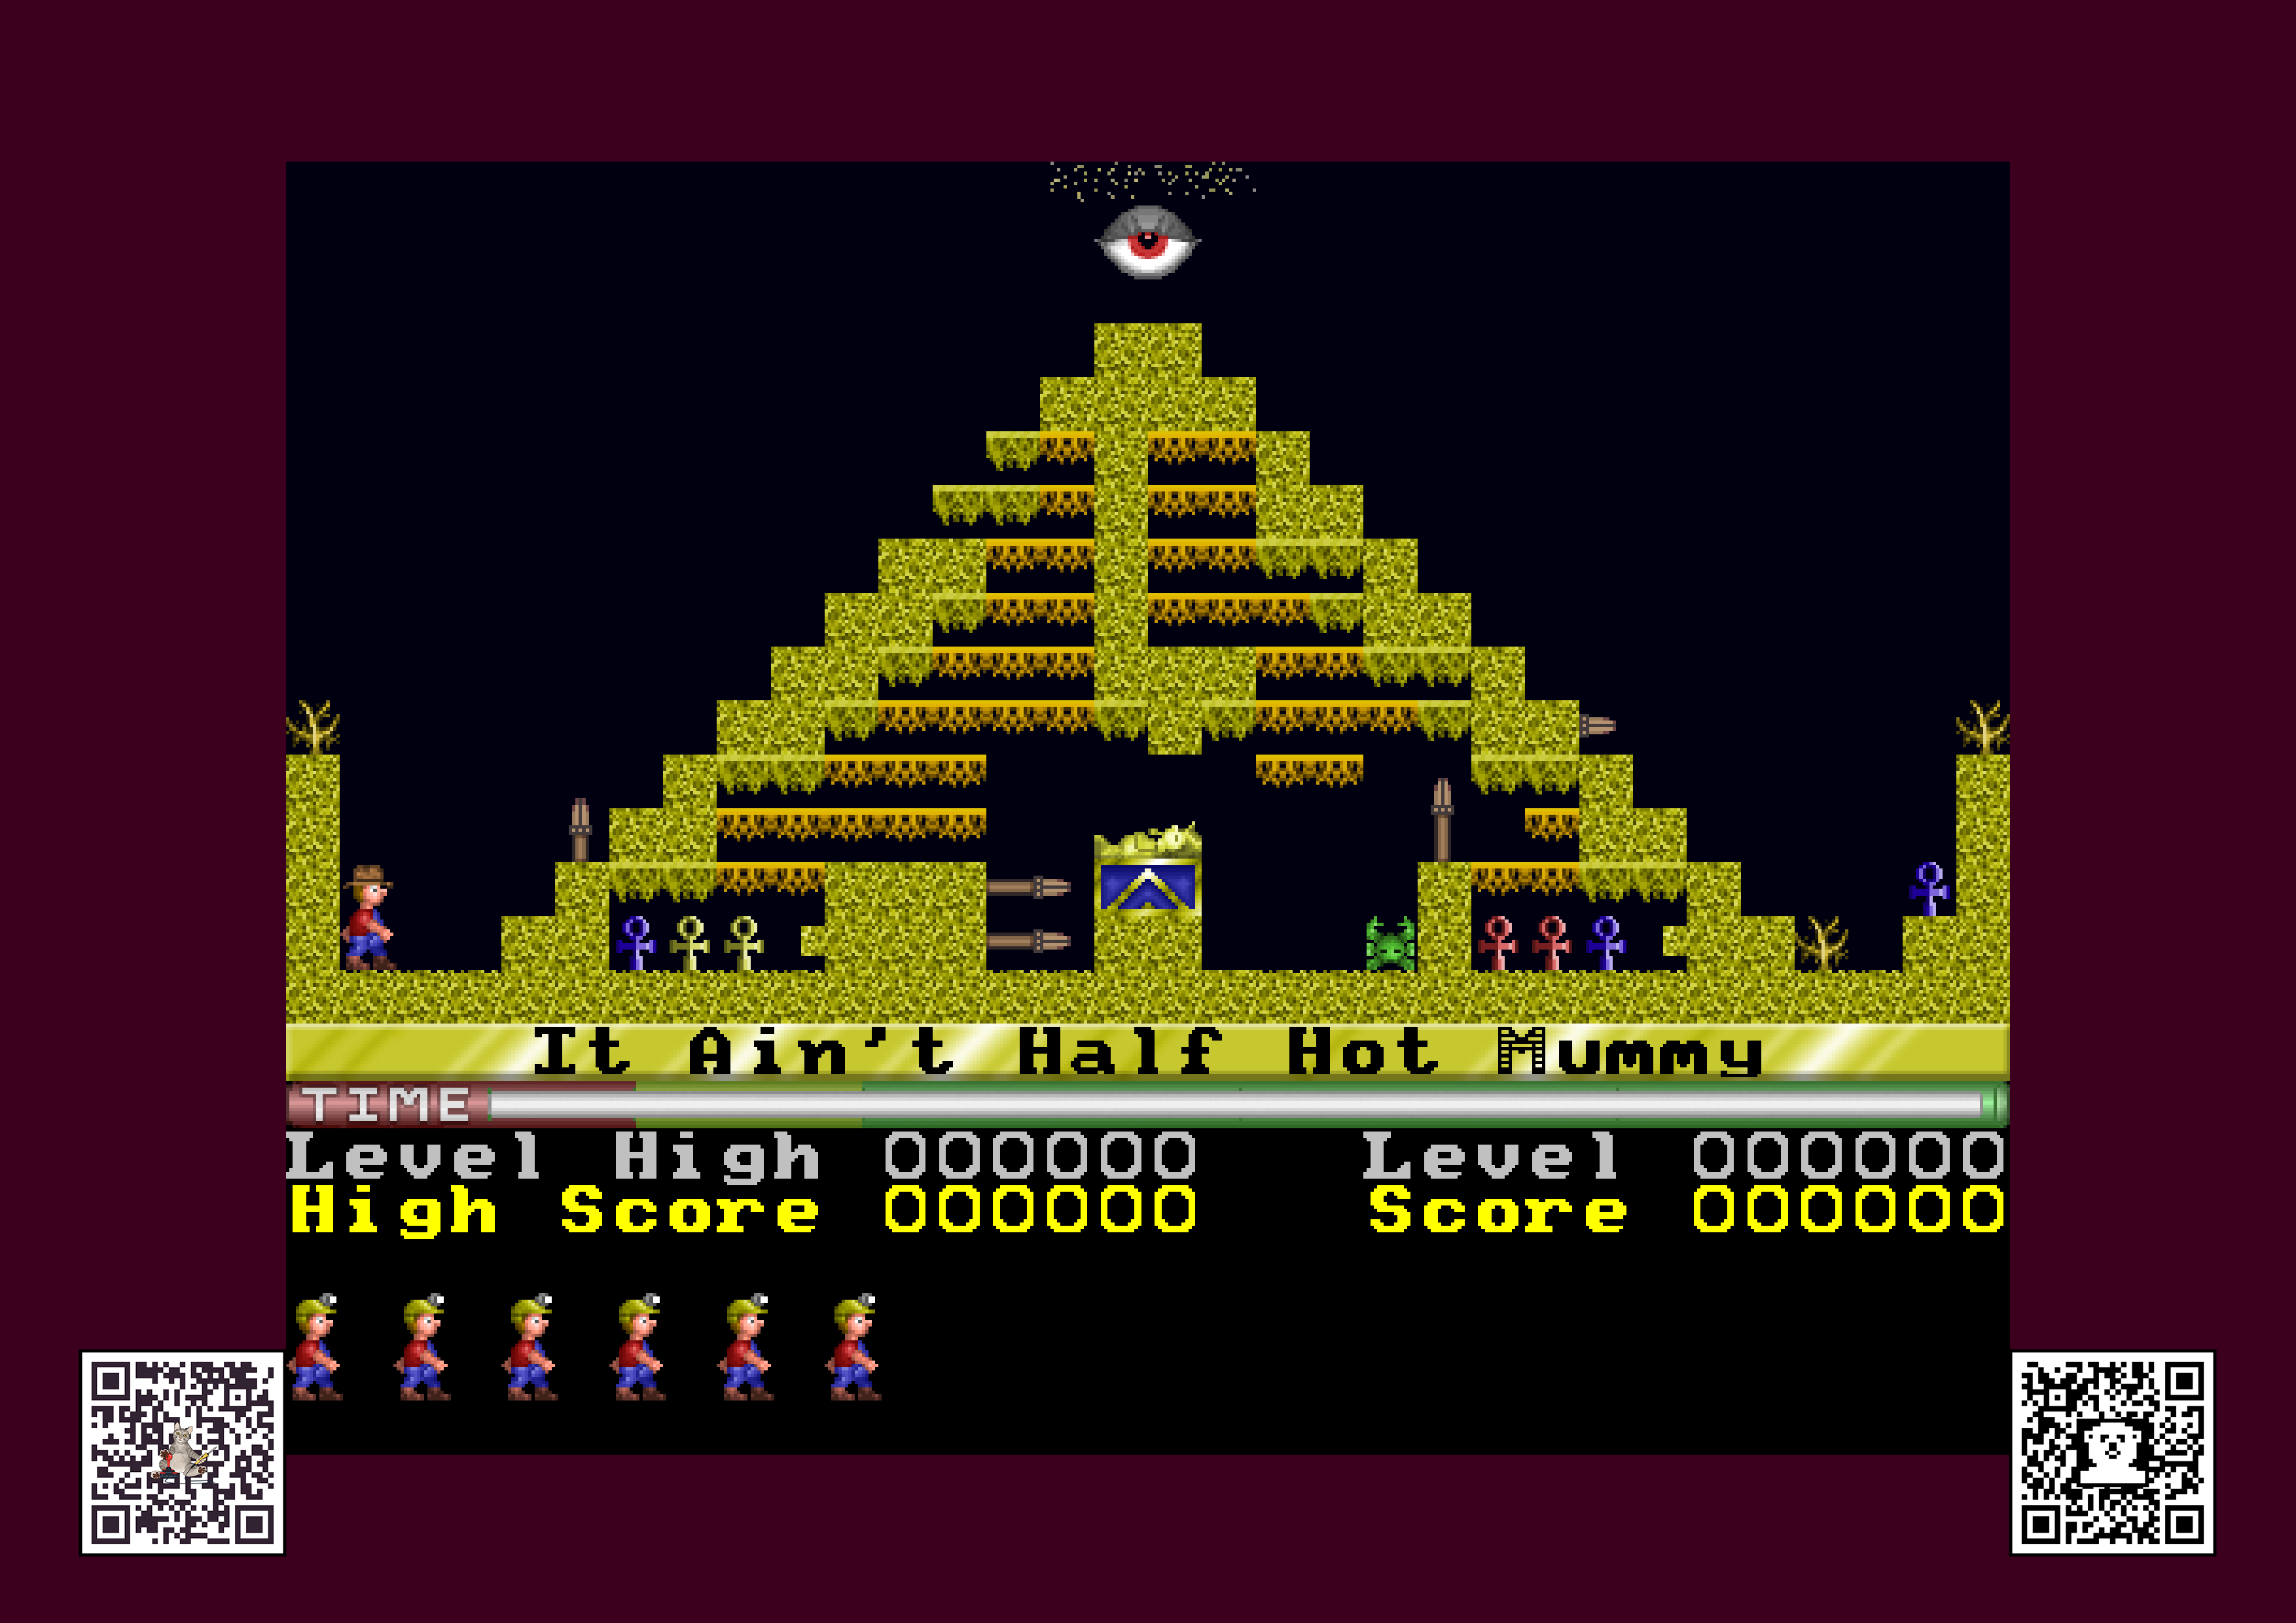 It Ain't Half Hot Mummy
TIME
Level High 000000 Level 000000
High Score 000000 Score 000000